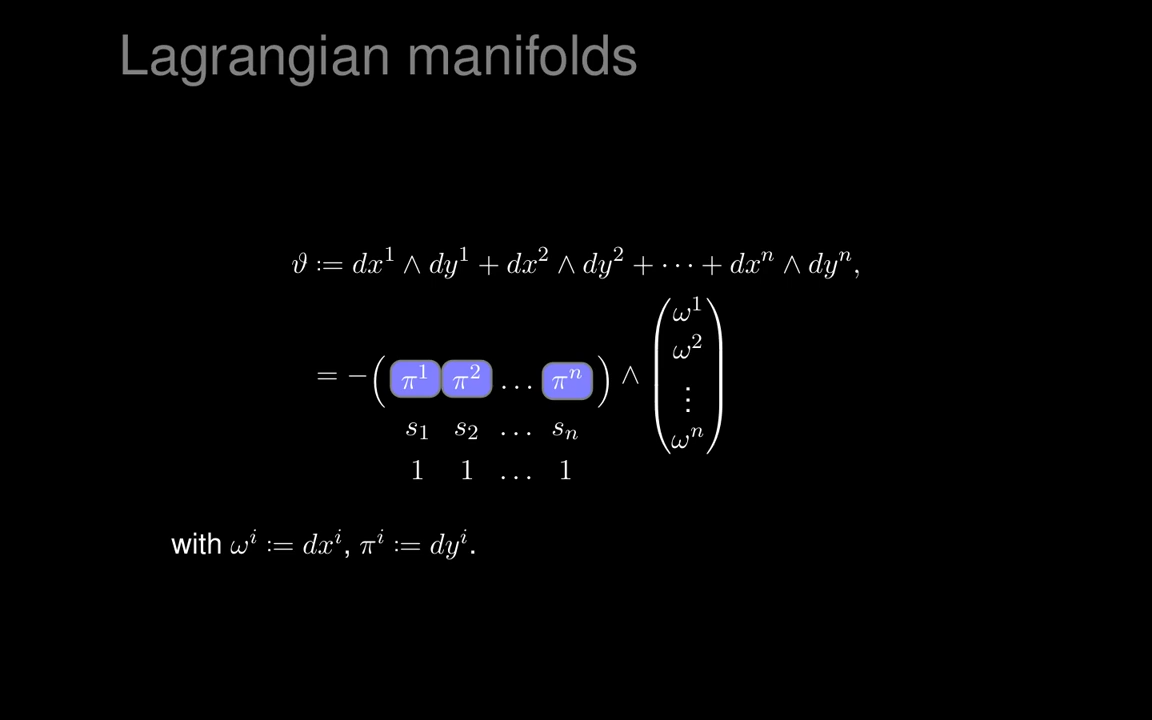 Lagrangian manifolds
ϑ := dx¹ ∧ dy¹ + dx² ∧ dy² + ⋯ + dxⁿ ∧ dyⁿ,
= −(π¹ π² … πⁿ) ∧ (ω¹ ω² ⋮ ωⁿ)
s₁ s₂ … sₙ
1 1 … 1
with ωⁱ := dxⁱ, πⁱ := dyⁱ.